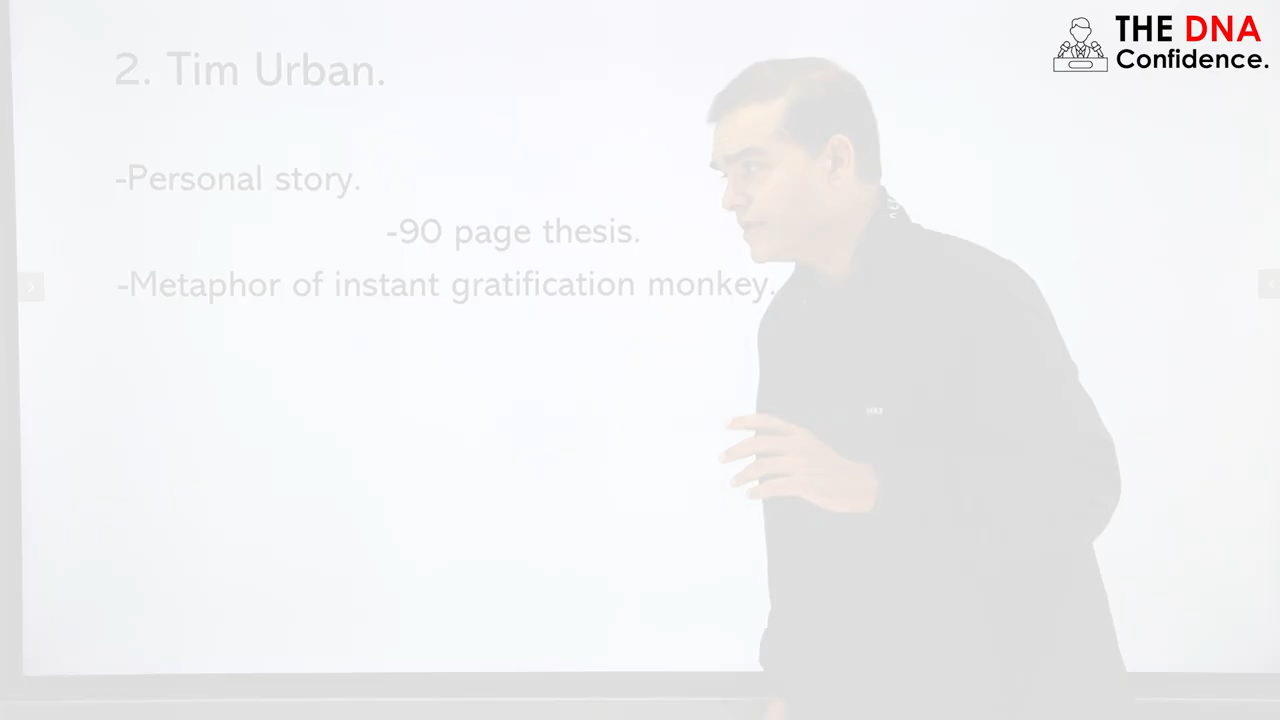 THE DNA
Confidence.
2. Tim Urban.
-Personal story.
-90 page thesis.
-Metaphor of instant gratification monkey.